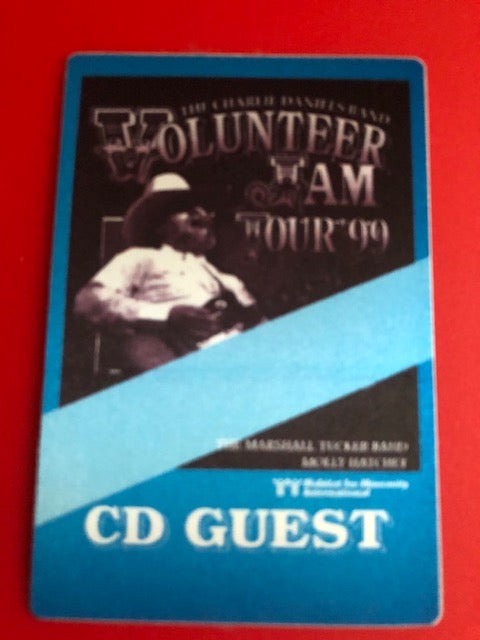 THE CHARLIE DANIELS BAND
VOLUNTEER
JAM
TOUR '99
THE MARSHALL TUCKER BAND
MOLLY HATCHET
Habitat for Humanity
International
CD GUEST